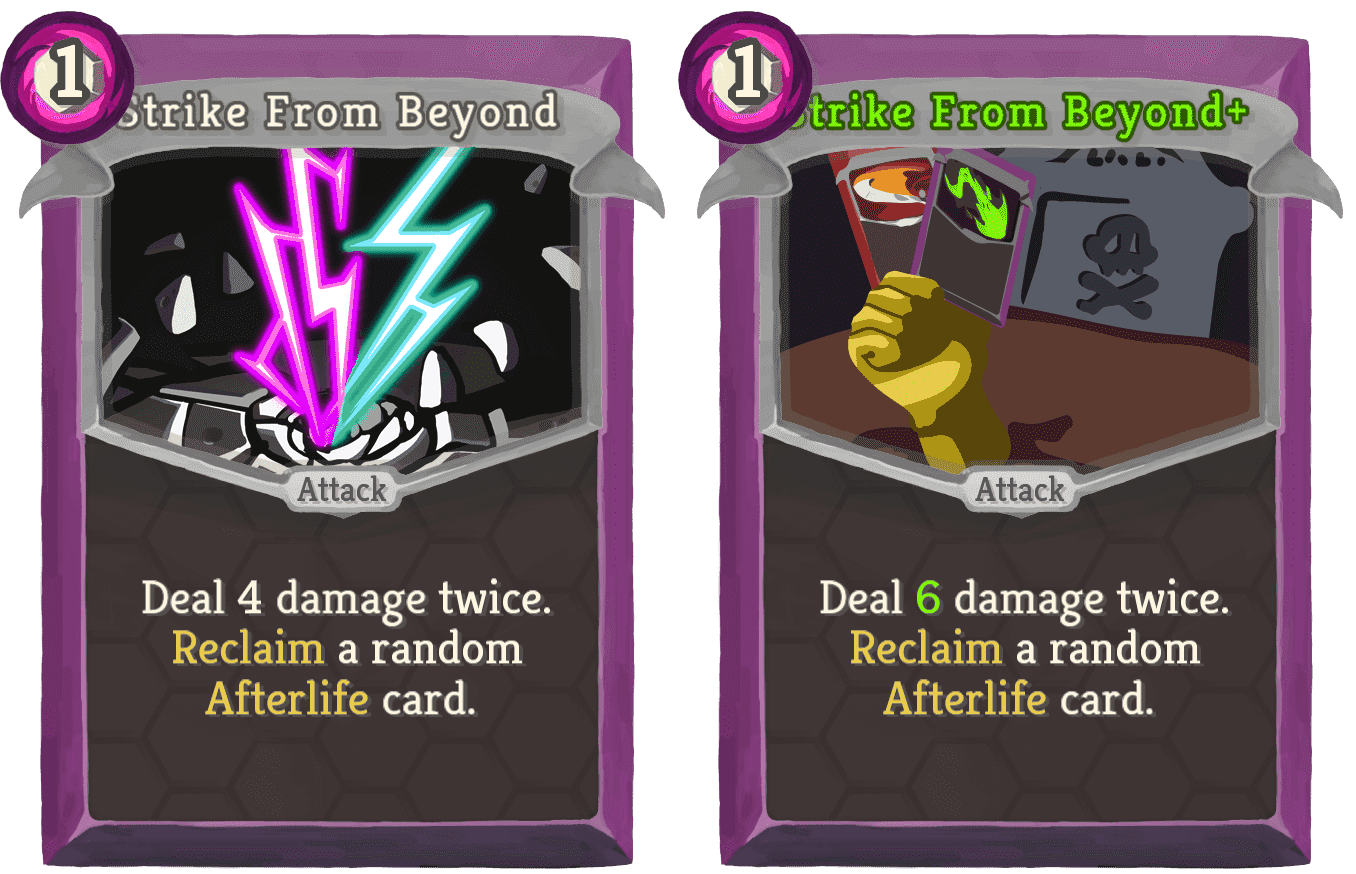 1
Strike From Beyond
Attack
Deal 4 damage twice.
Reclaim a random
Afterlife card.
1
Strike From Beyond+
Attack
Deal 6 damage twice.
Reclaim a random
Afterlife card.